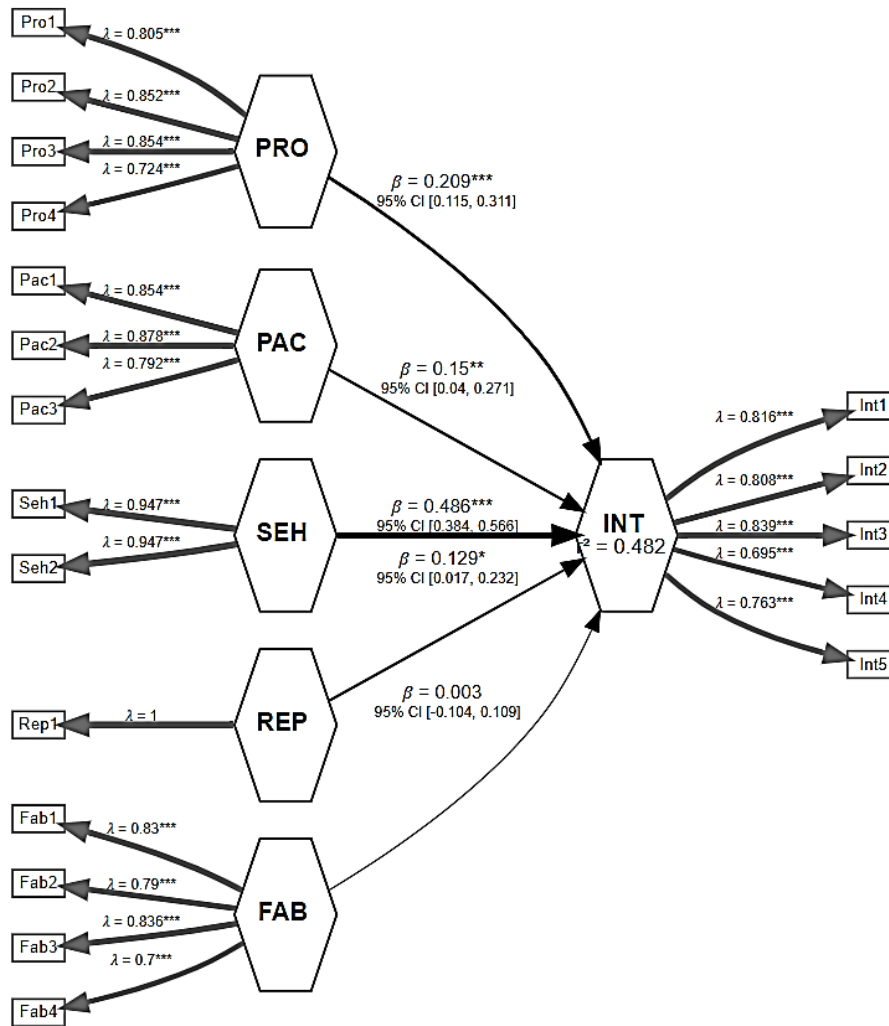 Pro1
λ = 0.805***
Pro2
λ = 0.852***
Pro3
λ = 0.854***
λ = 0.724***
Pro4
PRO
β = 0.209***
95% CI [0.115, 0.311]
Pac1
λ = 0.854***
Pac2
λ = 0.878***
λ = 0.792***
Pac3
PAC
β = 0.15**
95% CI [0.04, 0.271]
Seh1
λ = 0.947***
λ = 0.947***
Seh2
SEH
β = 0.486***
95% CI [0.384, 0.566]
β = 0.129*
95% CI [0.017, 0.232]
Rep1
λ = 1
REP
β = 0.003
95% CI [-0.104, 0.109]
Fab1
λ = 0.83***
Fab2
λ = 0.79***
λ = 0.836***
Fab3
λ = 0.7***
Fab4
FAB
INT
² = 0.482
λ = 0.816***
Int1
λ = 0.808***
Int2
λ = 0.839***
Int3
λ = 0.695***
Int4
λ = 0.763***
Int5